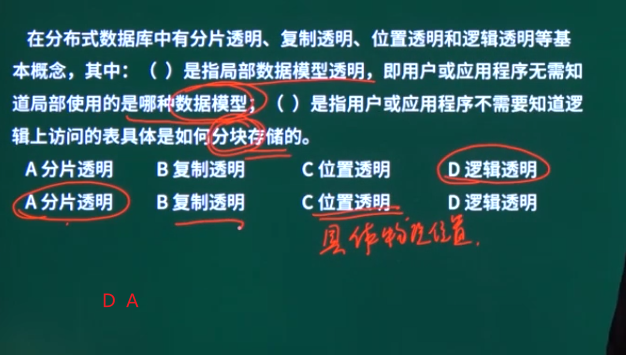 在分布式数据库中有分片透明、复制透明、位置透明和逻辑透明等基
本概念，其中：（ ）是指局部数据模型透明，即用户或应用程序无需知
道局部使用的是哪种数据模型；（ ）是指用户或应用程序不需要知道逻
辑上访问的表具体是如何分块存储的。
A 分片透明 B 复制透明 C 位置透明 D 逻辑透明
A 分片透明 B 复制透明 C 位置透明 D 逻辑透明
具体物理位置.
D A